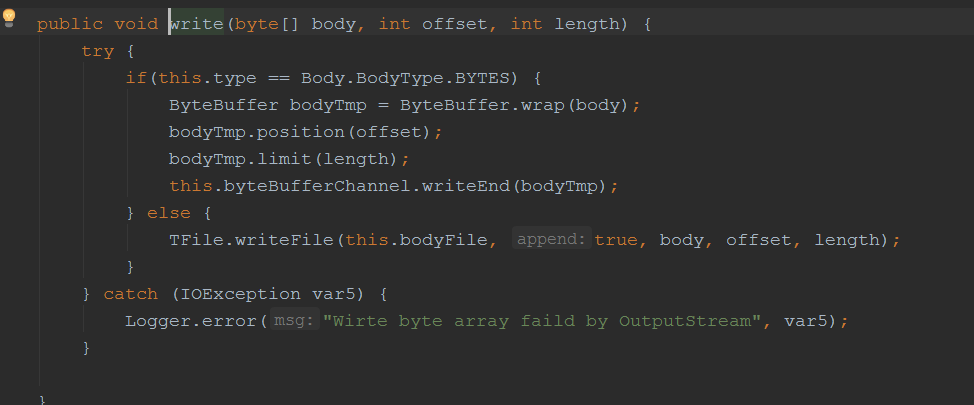 public void write(byte[] body, int offset, int length) {
try {
if(this.type == Body.BodyType.BYTES) {
ByteBuffer bodyTmp = ByteBuffer.wrap(body);
bodyTmp.position(offset);
bodyTmp.limit(length);
this.byteBufferChannel.writeEnd(bodyTmp);
} else {
TFile.writeFile(this.bodyFile, append: true, body, offset, length);
}
} catch (IOException var5) {
Logger.error( msg: "Wirte byte array faild by OutputStream", var5);
}
}